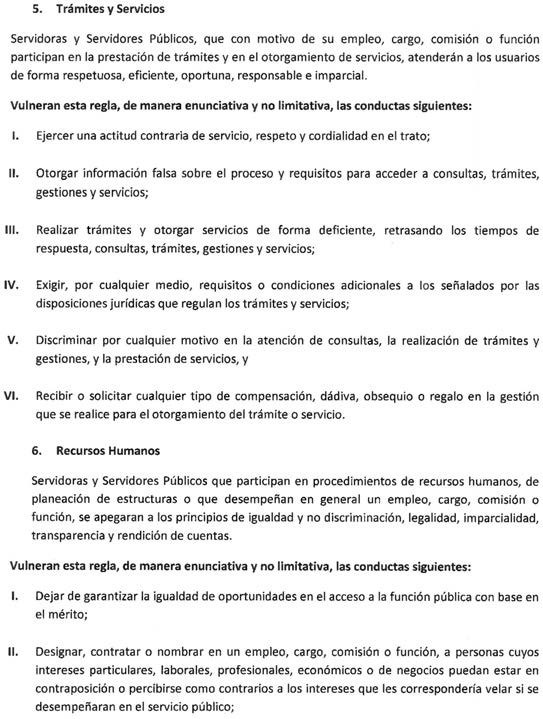 5. Trámites y Servicios
Servidoras y Servidores Públicos, que con motivo de su empleo, cargo, comisión o función
participan en la prestación de trámites y en el otorgamiento de servicios, atenderán a los usuarios
de forma respetuosa, eficiente, oportuna, responsable e imparcial.
Vulneran esta regla, de manera enunciativa y no limitativa, las conductas siguientes:
I. Ejercer una actitud contraria de servicio, respeto y cordialidad en el trato;
II. Otorgar información falsa sobre el proceso y requisitos para acceder a consultas, trámites,
gestiones y servicios;
III. Realizar trámites y otorgar servicios de forma deficiente, retrasando los tiempos de
respuesta, consultas, trámites, gestiones y servicios;
IV. Exigir, por cualquier medio, requisitos o condiciones adicionales a los señalados por las
disposiciones jurídicas que regulan los trámites y servicios;
V. Discriminar por cualquier motivo en la atención de consultas, la realización de trámites y
gestiones, y la prestación de servicios, y
VI. Recibir o solicitar cualquier tipo de compensación, dádiva, obsequio o regalo en la gestión
que se realice para el otorgamiento del trámite o servicio.
6. Recursos Humanos
Servidoras y Servidores Públicos que participan en procedimientos de recursos humanos, de
planeación de estructuras o que desempeñan en general un empleo, cargo, comisión o
función, se apegaran a los principios de igualdad y no discriminación, legalidad, imparcialidad,
transparencia y rendición de cuentas.
Vulneran esta regla, de manera enunciativa y no limitativa, las conductas siguientes:
I. Dejar de garantizar la igualdad de oportunidades en el acceso a la función pública con base en
el mérito;
II. Designar, contratar o nombrar en un empleo, cargo, comisión o función, a personas cuyos
intereses particulares, laborales, profesionales, económicos o de negocios puedan estar en
contraposición o percibirse como contrarios a los intereses que les correspondería velar si se
desempeñaran en el servicio público;